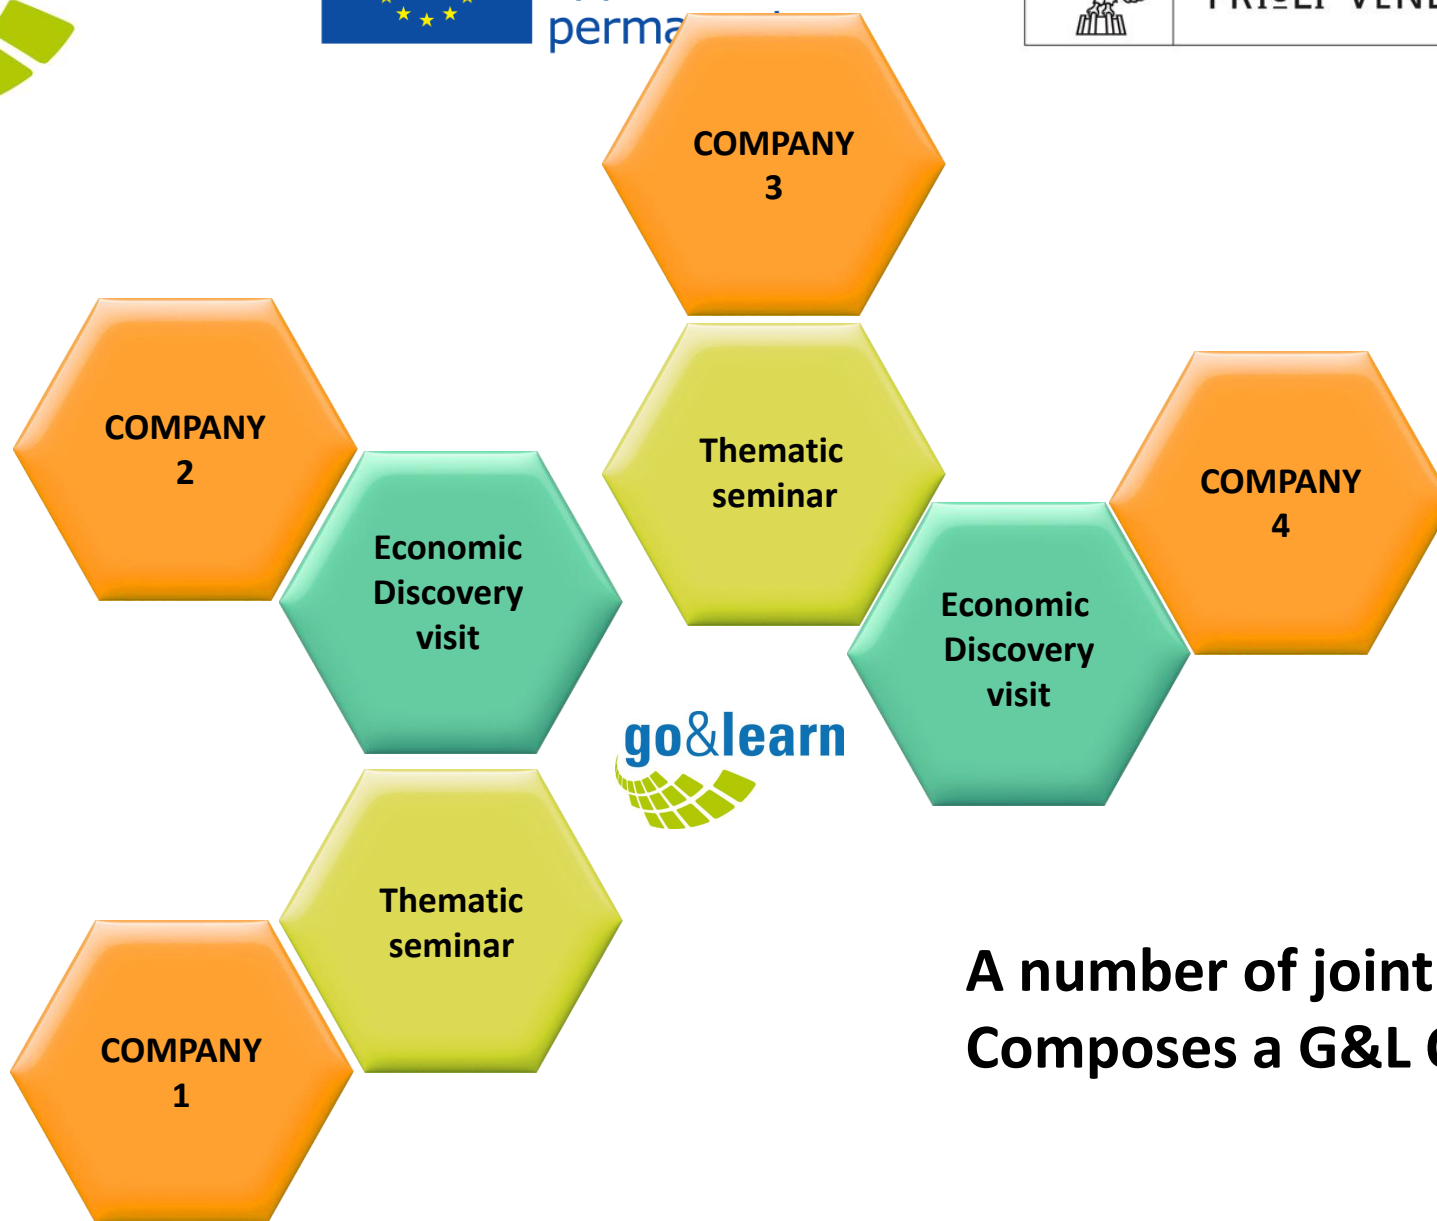 COMPANY
3
COMPANY
2
Thematic
seminar
COMPANY
4
Economic
Discovery
visit
Economic
Discovery
visit
go&learn
Thematic
seminar
A number of joint
Composes a G&L
COMPANY
1